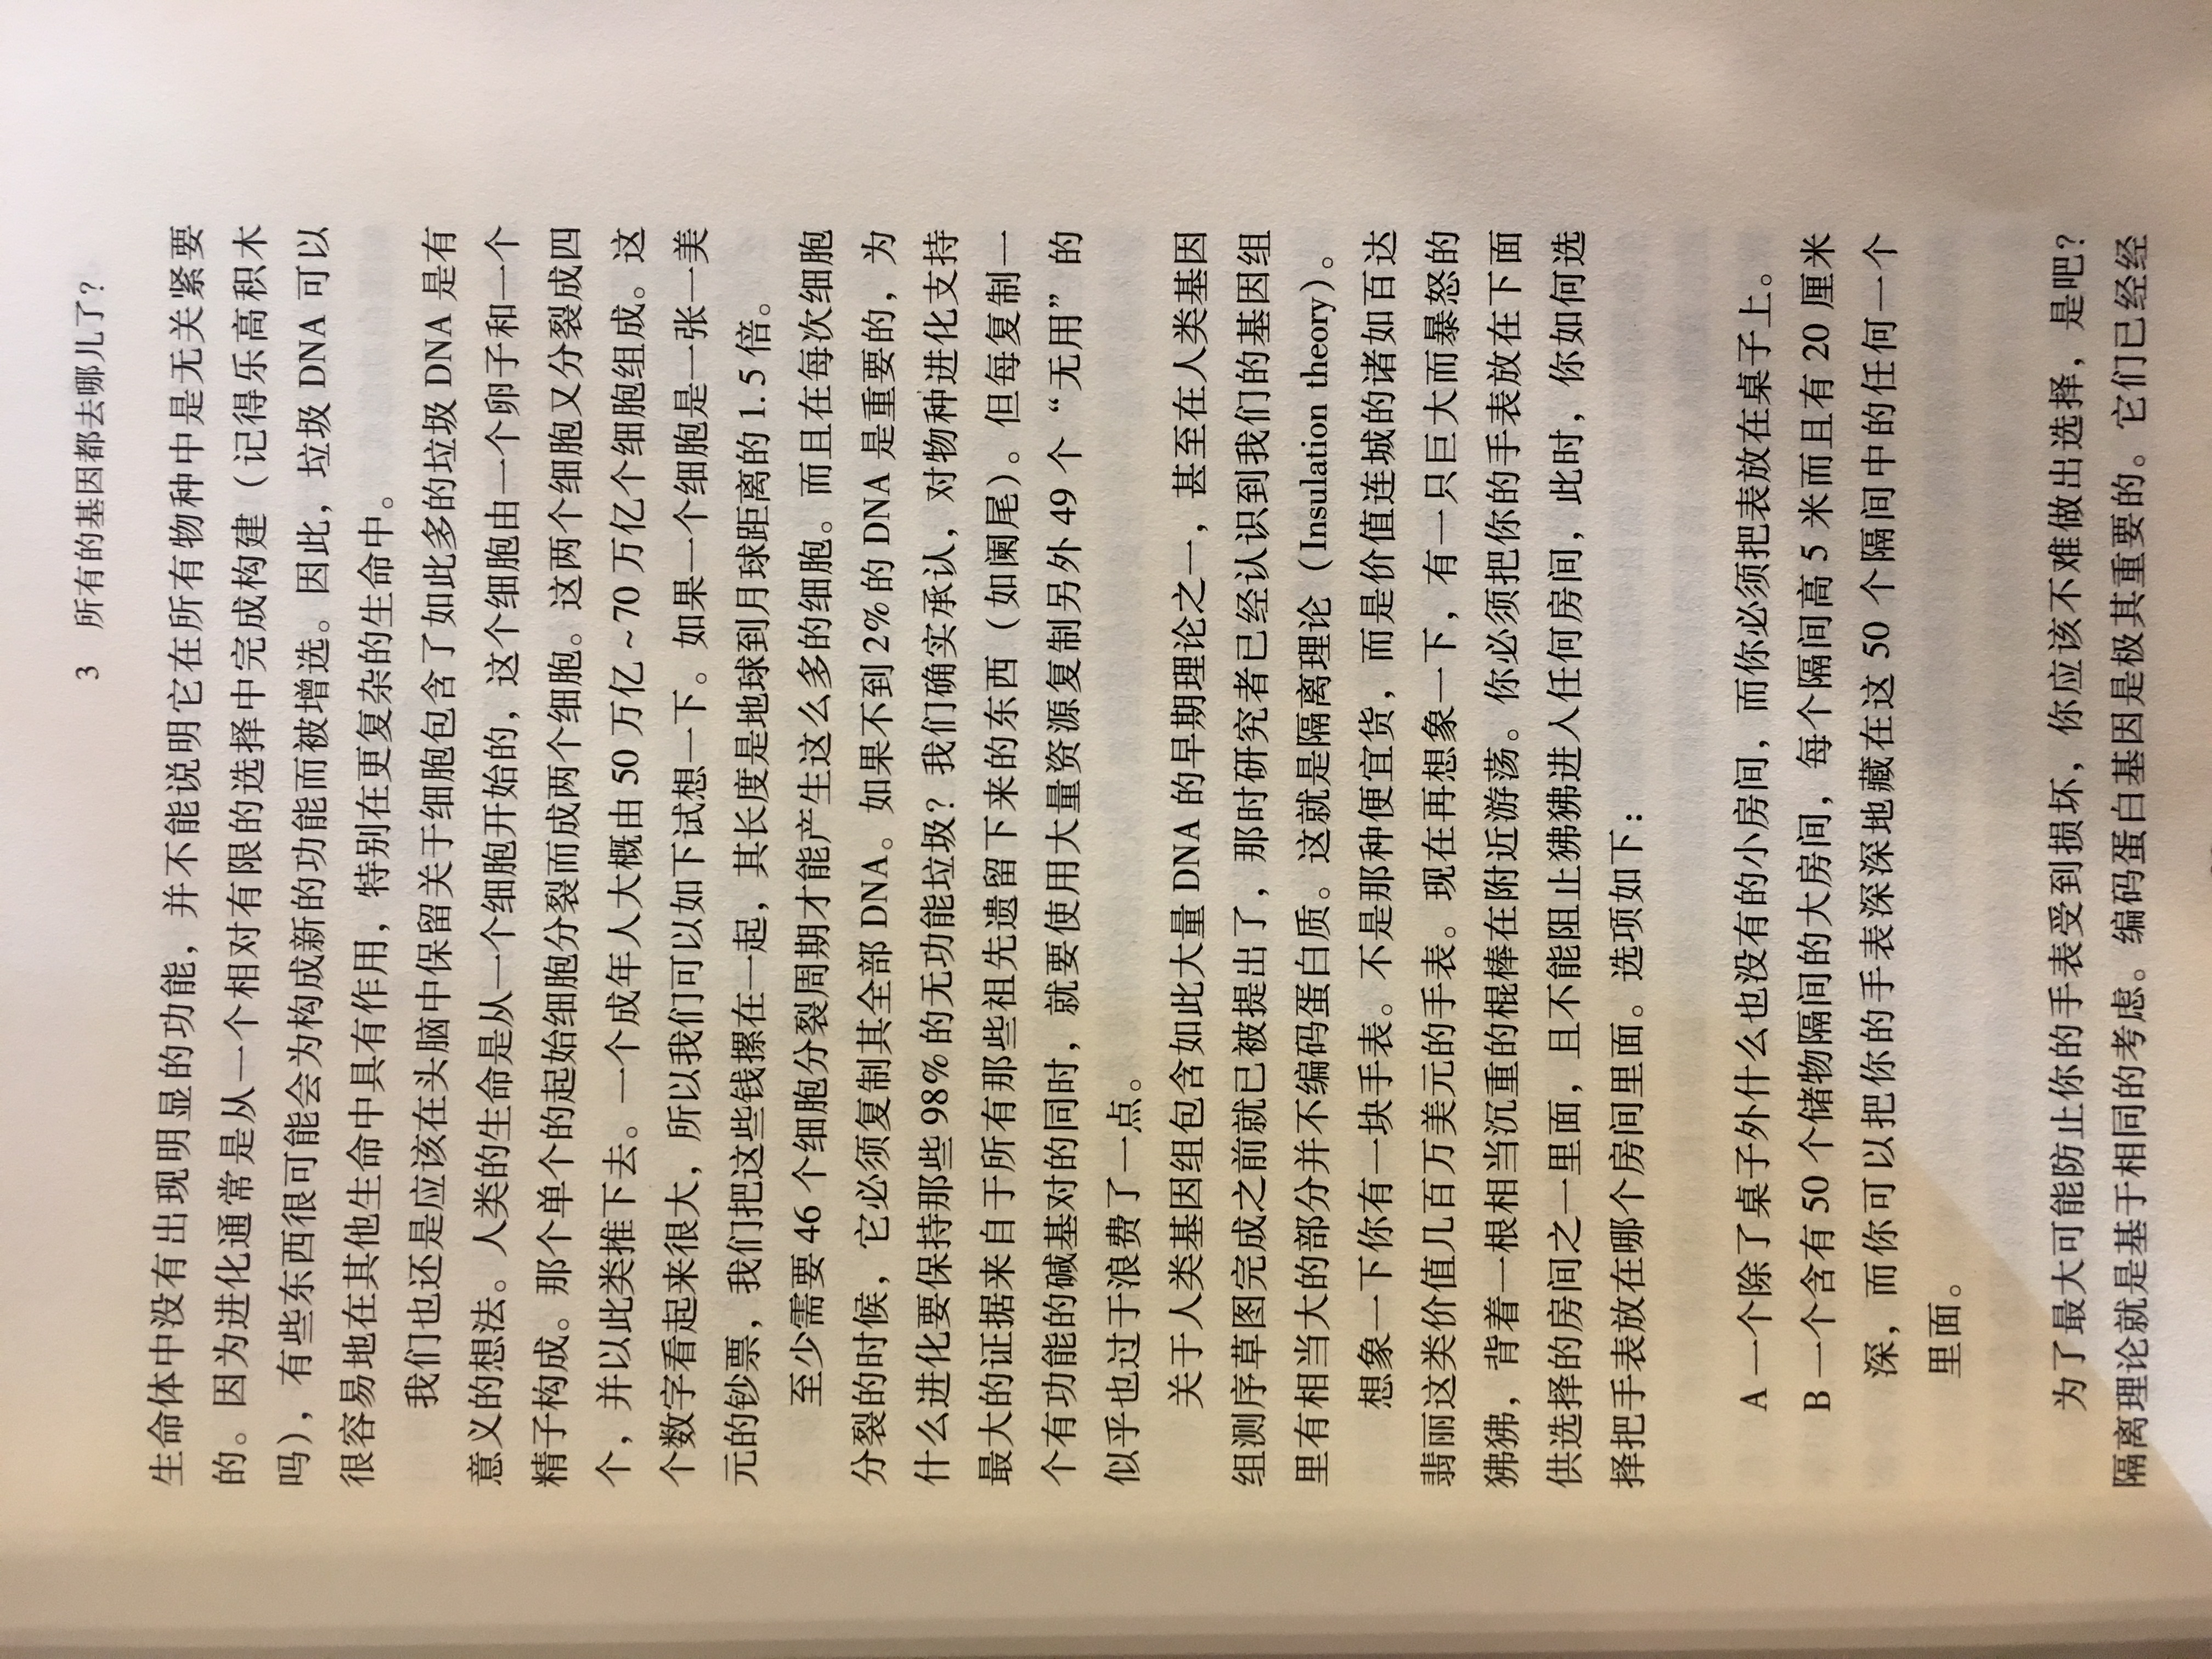 3 所有的基因都去哪儿了？
生命体中没有出现明显的功能，并不能说明它在所有物种中是无关紧要
的。因为进化通常是从一个相对有限的选择中完成构建（记得乐高积木
吗），有些东西很可能会为构成新的功能而被增选。因此，垃圾 DNA 可以
很容易地在其他生命中具有作用，特别在更复杂的生命中。
我们也还是应该在头脑中保留关于细胞包含了如此多的垃圾 DNA 是有
意义的想法。人类的生命是从一个细胞开始的，这个细胞由一个卵子和一个
精子构成。那个单个的起始细胞分裂而成两个细胞。这两个细胞又分裂成四
个，并以此类推下去。一个成年人大概由 50 万亿～70 万亿个细胞组成。这
个数字看起来很大，所以我们可以如下试想一下。如果一个细胞是一张一美
元的钞票，我们把这些钱摞在一起，其长度是地球到月球距离的 1.5 倍。
至少需要 46 个细胞分裂周期才能产生这么多的细胞。而且在每次细胞
分裂的时候，它必须复制其全部 DNA。如果不到 2% 的 DNA 是重要的，为
什么进化要保持那些 98% 的无功能垃圾？我们确实承认，对物种进化支持
最大的证据来自于所有那些祖先遗留下来的东西（如阑尾）。但每复制一
个有功能的碱基对的同时，就要使用大量资源复制另外 49 个“无用”的
似乎也过于浪费了一点。
关于人类基因组包含如此大量 DNA 的早期理论之一，甚至在人类基因
组测序草图完成之前就已被提出了，那时研究者已经认识到我们的基因组
里有相当大的部分并不编码蛋白质。这就是隔离理论（Insulation theory）。
想象一下你有一块手表。不是那种便宜货，而是价值连城的诸如百达
翡丽这类价值几百万美元的手表。现在再想象一下，有一只巨大而暴怒的
狒狒，背着一根相当沉重的棍棒在附近游荡。你必须把你的手表放在下面
供选择的房间之一里面，且不能阻止狒狒进入任何房间，此时，你如何选
择把手表放在哪个房间里面。选项如下：
A 一个除了桌子外什么也没有的小房间，而你必须把表放在桌子上。
B 一个含有 50 个储物隔间的大房间，每个隔间高 5 米而且有 20 厘米
深，而你可以把你的手表深深地藏在这 50 个隔间中的任何一个
里面。
为了最大可能防止你的手表受到损坏，你应该不难做出选择，是吧？
隔离理论就是基于相同的考虑。编码蛋白基因是极其重要的。它们已经经